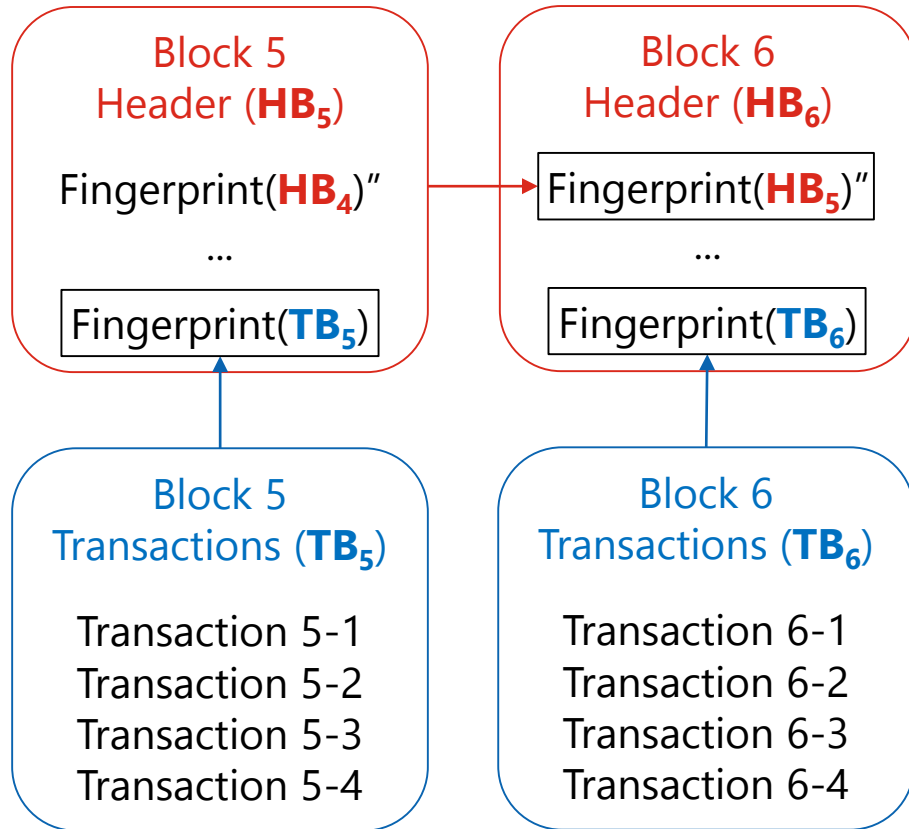 Block 5
Header (HB₅)
Fingerprint(HB₄)”
...
Fingerprint(TB₅)
Block 6
Header (HB₆)
Fingerprint(HB₅)”
...
Fingerprint(TB₆)
Block 5
Transactions (TB₅)
Transaction 5-1
Transaction 5-2
Transaction 5-3
Transaction 5-4
Block 6
Transactions (TB₆)
Transaction 6-1
Transaction 6-2
Transaction 6-3
Transaction 6-4